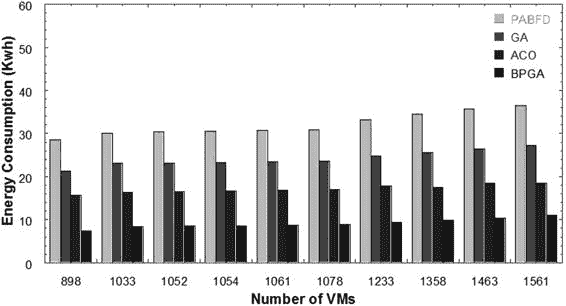 60
50
40
30
20
10
0
Energy Consumption (Kwh)
PABFD
GA
ACO
BPGA
898 1033 1052 1054 1061 1078 1233 1358 1463 1561
Number of VMs